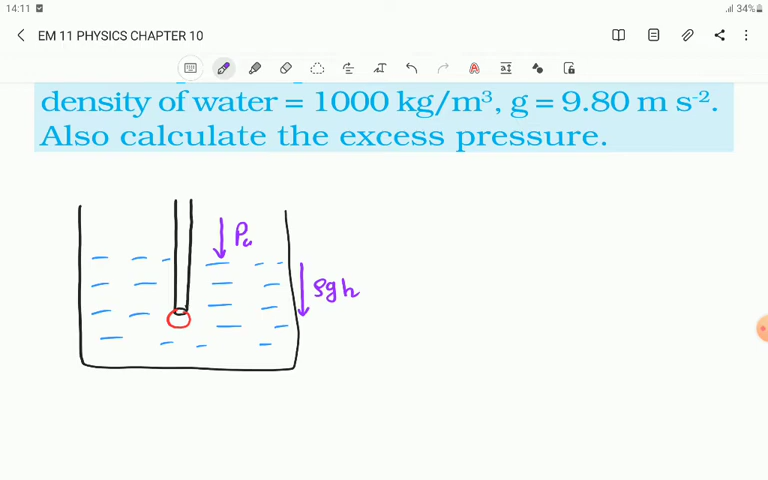 14:11
34%
EM 11 PHYSICS CHAPTER 10
density of water = 1000 kg/m³, g = 9.80 m s⁻².
Also calculate the excess pressure.
Pa
ρgh